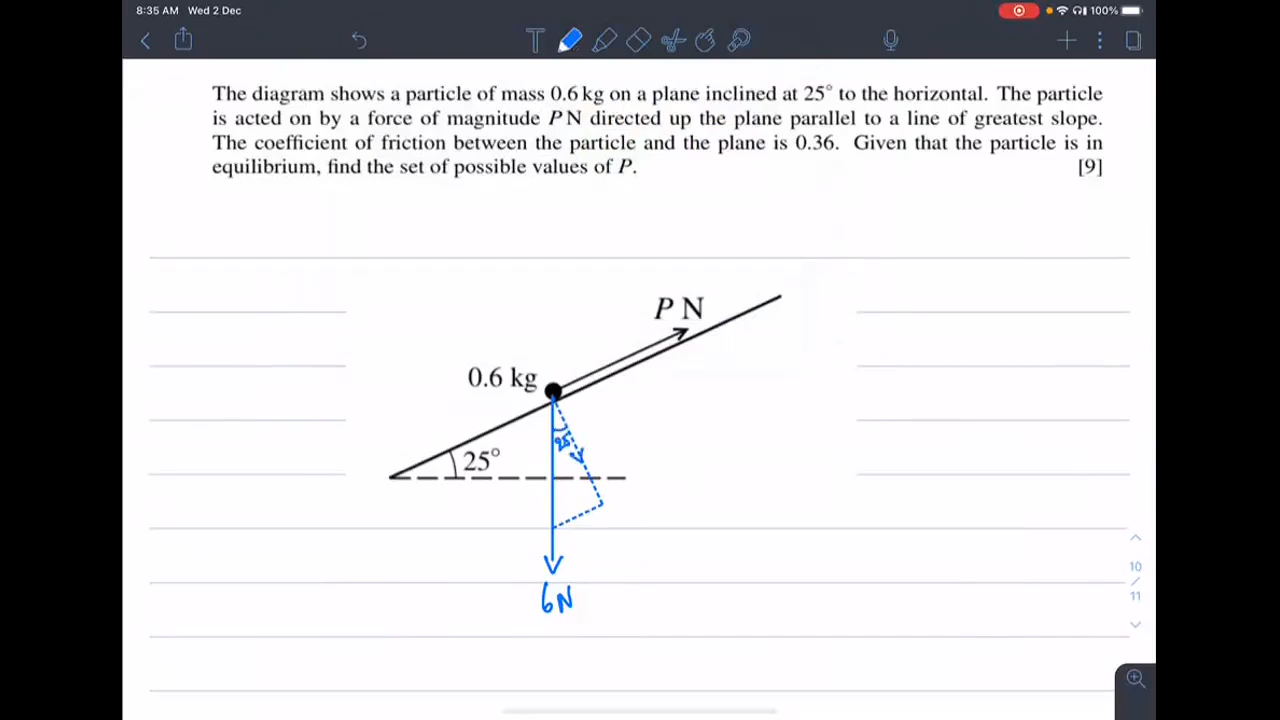 8:35 AM Wed 2 Dec
100%
The diagram shows a particle of mass 0.6 kg on a plane inclined at 25° to the horizontal. The particle
is acted on by a force of magnitude P N directed up the plane parallel to a line of greatest slope.
The coefficient of friction between the particle and the plane is 0.36. Given that the particle is in
equilibrium, find the set of possible values of P. [9]
P N
0.6 kg
25
25°
6N
10
/
11